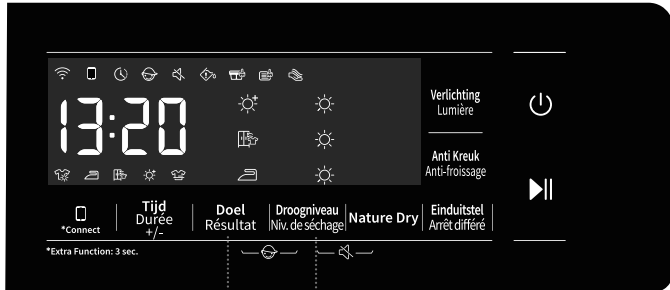 Verlichting
Lumière
13:20
Anti Kreuk
Anti-froissage
*Connect
Tijd
Durée
+/-
Doel
Résultat
Droogniveau
Niv. de séchage
Nature Dry
Einduitstel
Arrêt différé
*Extra Function: 3 sec.